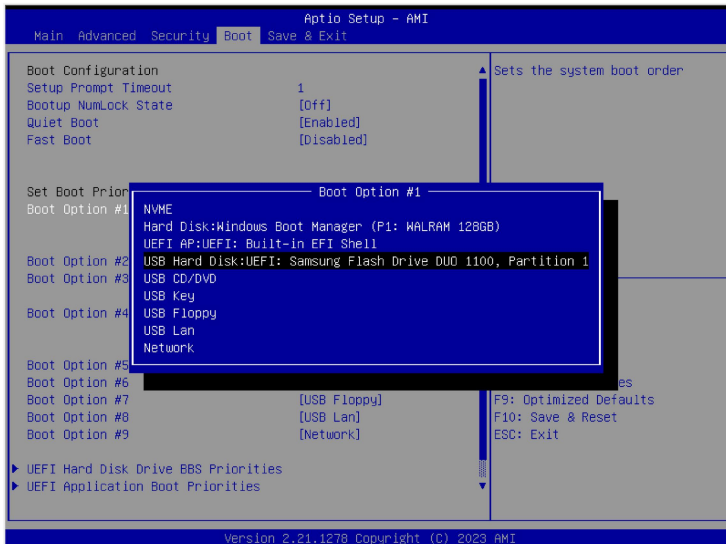 Aptio Setup - AMI
Main Advanced Security Boot Save & Exit
Boot Configuration
Setup Prompt Timeout 1
Bootup NumLock State [Off]
Quiet Boot [Enabled]
Fast Boot [Disabled]
Sets the system boot order
Set Boot Prior
Boot Option #1
Boot Option #2
Boot Option #3
Boot Option #4
Boot Option #5
Boot Option #6
Boot Option #7 [USB Floppy]
Boot Option #8 [USB Lan]
Boot Option #9 [Network]
UEFI Hard Disk Drive BBS Priorities
UEFI Application Boot Priorities
Boot Option #1
NVME
Hard Disk:Windows Boot Manager (P1: WALRAM 128GB)
UEFI AP:UEFI: Built-in EFI Shell
USB Hard Disk:UEFI: Samsung Flash Drive DUO 1100, Partition 1
USB CD/DVD
USB Key
USB Floppy
USB Lan
Network
es
F9: Optimized Defaults
F10: Save & Reset
ESC: Exit
Version 2.21.1278 Copyright (C) 2023 AMI